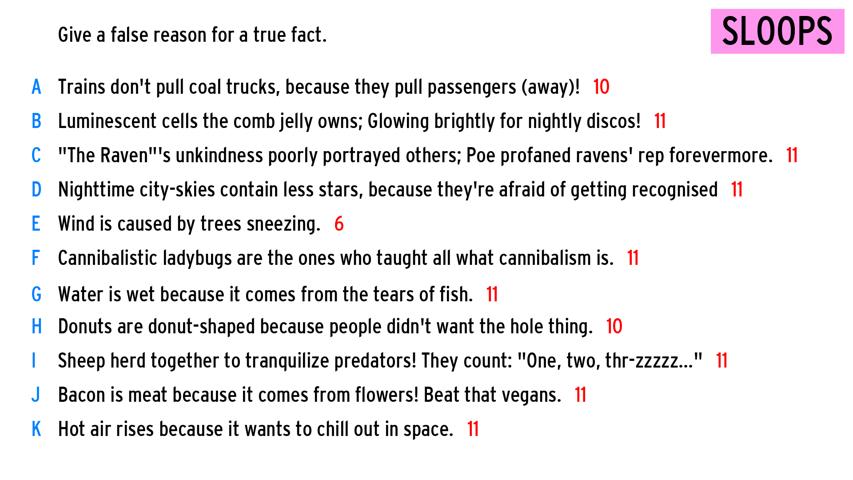 Give a false reason for a true fact.
SLOOPS
A Trains don't pull coal trucks, because they pull passengers (away)! 10
B Luminescent cells the comb jelly owns; Glowing brightly for nightly discos! 11
C "The Raven"'s unkindness poorly portrayed others; Poe profaned ravens' rep forevermore. 11
D Nighttime city-skies contain less stars, because they're afraid of getting recognised 11
E Wind is caused by trees sneezing. 6
F Cannibalistic ladybugs are the ones who taught all what cannibalism is. 11
G Water is wet because it comes from the tears of fish. 11
H Donuts are donut-shaped because people didn't want the hole thing. 10
I Sheep herd together to tranquilize predators! They count: "One, two, thr-zzzzz..." 11
J Bacon is meat because it comes from flowers! Beat that vegans. 11
K Hot air rises because it wants to chill out in space. 11